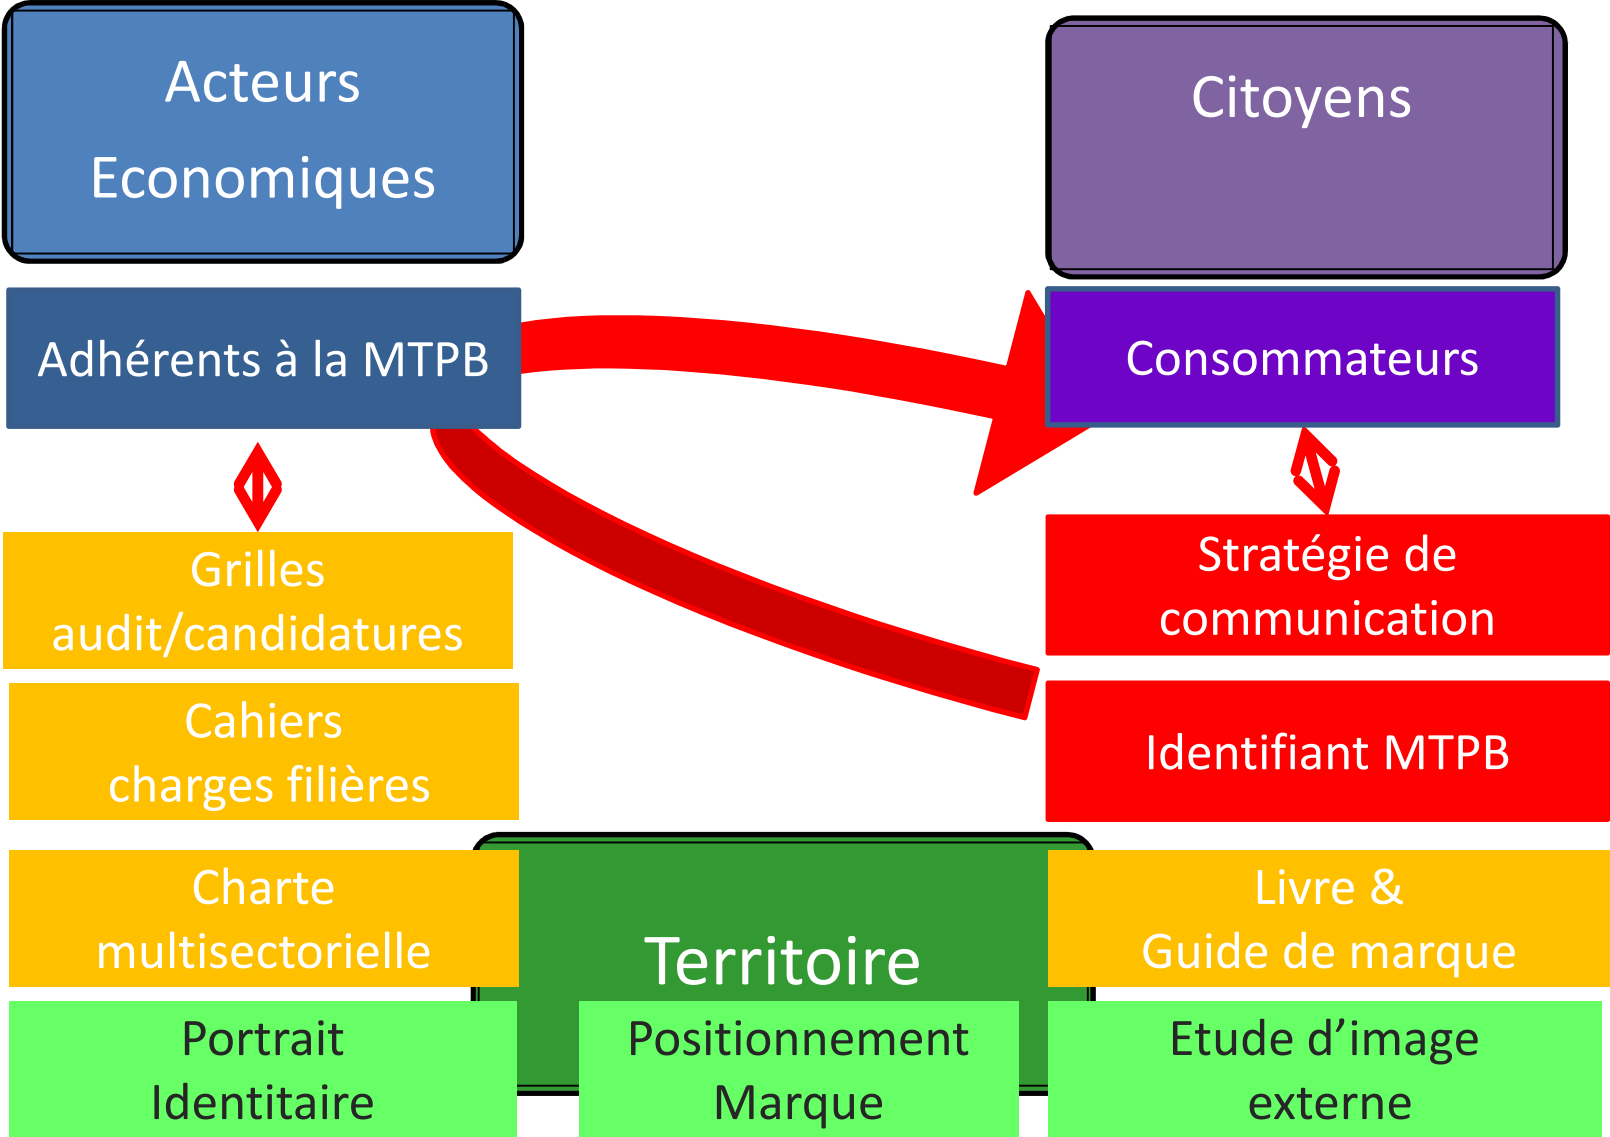 Acteurs
Economiques
Citoyens
Adhérents à la MTPB
Consommateurs
Grilles
audit/candidatures
Stratégie de
communication
Cahiers
charges filières
Identifiant MTPB
Charte
multisectorielle
Territoire
Livre &
Guide de marque
Portrait
Identitaire
Positionnement
Marque
Etude d’image
externe